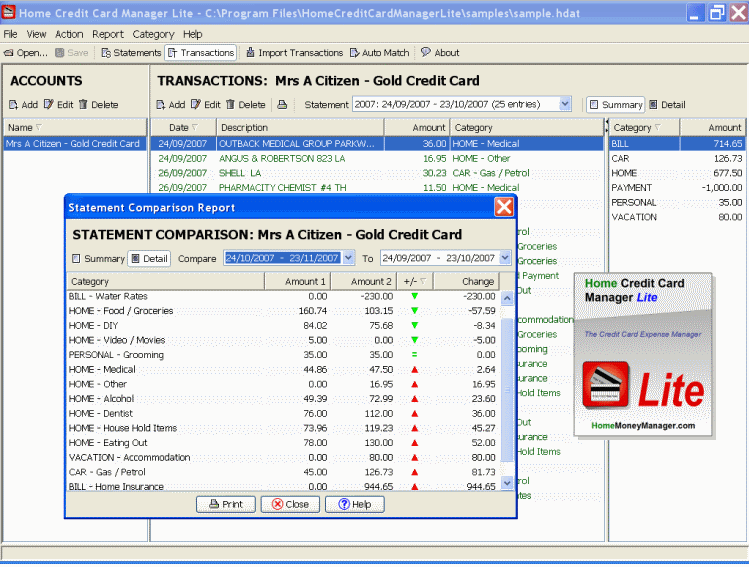 Home Credit Card Manager Lite - C:\Program Files\HomeCreditCardManagerLite\samples\sample.hdat
File View Action Report Category Help
Open... Save Statements Transactions Import Transactions Auto Match About
ACCOUNTS
Add Edit Delete
Name
Mrs A Citizen - Gold Credit Card
TRANSACTIONS: Mrs A Citizen - Gold Credit Card
Add Edit Delete Statement 2007: 24/09/2007 - 23/10/2007 (25 entries) Summary Detail
Date Description Amount Category
24/09/2007 OUTBACK MEDICAL GROUP PARKW... 36.00 HOME - Medical
24/09/2007 ANGUS & ROBERTSON 823 LA 16.95 HOME - Other
26/09/2007 SHELL LA 30.23 CAR - Gas / Petrol
26/09/2007 PHARMACITY CHEMIST #4 TH 11.50 HOME - Medical
Category Amount
BILL 714.65
CAR 126.73
HOME 677.50
PAYMENT -1,000.00
PERSONAL 35.00
VACATION 80.00
rol
Groceries
Groceries
Payment
Out
commodation
Groceries
oming
urance
urance
Hold Items
Out
urance
Hold Items
rol
tes
Statement Comparison Report
STATEMENT COMPARISON: Mrs A Citizen - Gold Credit Card
Summary Detail Compare 24/10/2007 - 23/11/2007 To 24/09/2007 - 23/10/2007
Category Amount 1 Amount 2 +/- Change
BILL - Water Rates 0.00 -230.00 -230.00
HOME - Food / Groceries 160.74 103.15 -57.59
HOME - DIY 84.02 75.68 -8.34
HOME - Video / Movies 5.00 0.00 -5.00
PERSONAL - Grooming 35.00 35.00 = 0.00
HOME - Medical 44.86 47.50 2.64
HOME - Other 0.00 16.95 16.95
HOME - Alcohol 49.39 72.99 23.60
HOME - Dentist 76.00 112.00 36.00
HOME - House Hold Items 73.96 119.23 45.27
HOME - Eating Out 78.00 130.00 52.00
VACATION - Accommodation 0.00 80.00 80.00
CAR - Gas / Petrol 45.00 126.73 81.73
BILL - Home Insurance 0.00 944.65 944.65
Print Close Help
Home Credit Card
Manager Lite
The Credit Card Expense Manager
Lite
HomeMoneyManager.com